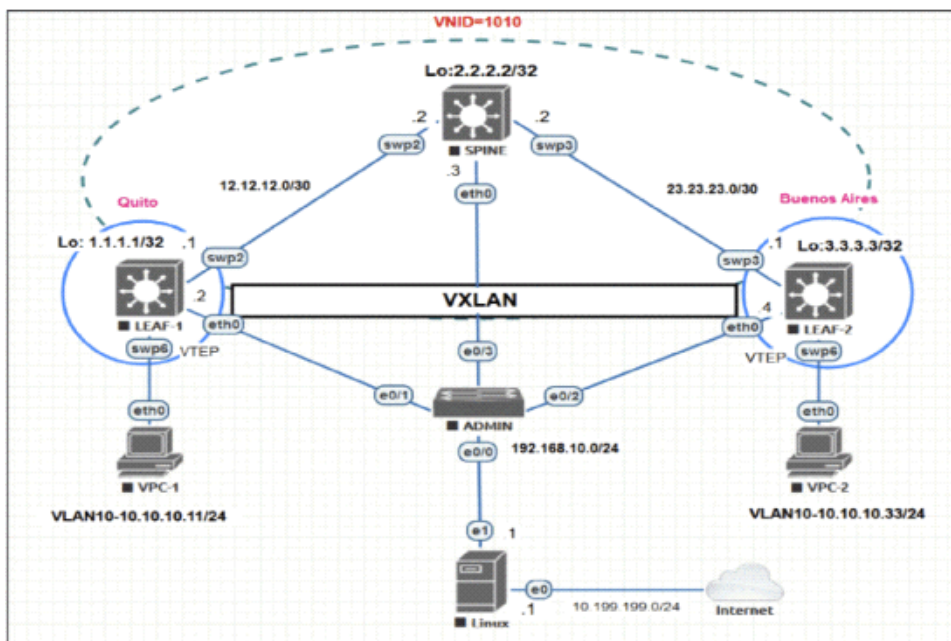 VNID=1010
Lo:2.2.2.2/32
.2
.2
swp2
SPINE
swp3
.3
12.12.12.0/30
eth0
23.23.23.0/30
Quito
Buenos Aires
Lo: 1.1.1.1/32
.1
.1
Lo:3.3.3.3/32
swp2
swp3
.2
VXLAN
.4
LEAF-1
eth0
eth0
LEAF-2
swp6
VTEP
e0/3
VTEP
swp6
e0/1
e0/2
eth0
ADMIN
eth0
e0/0
192.168.10.0/24
VPC-1
VPC-2
VLAN10-10.10.10.11/24
VLAN10-10.10.10.33/24
e1
.1
e0
.1
10.199.199.0/24
Internet
Linux